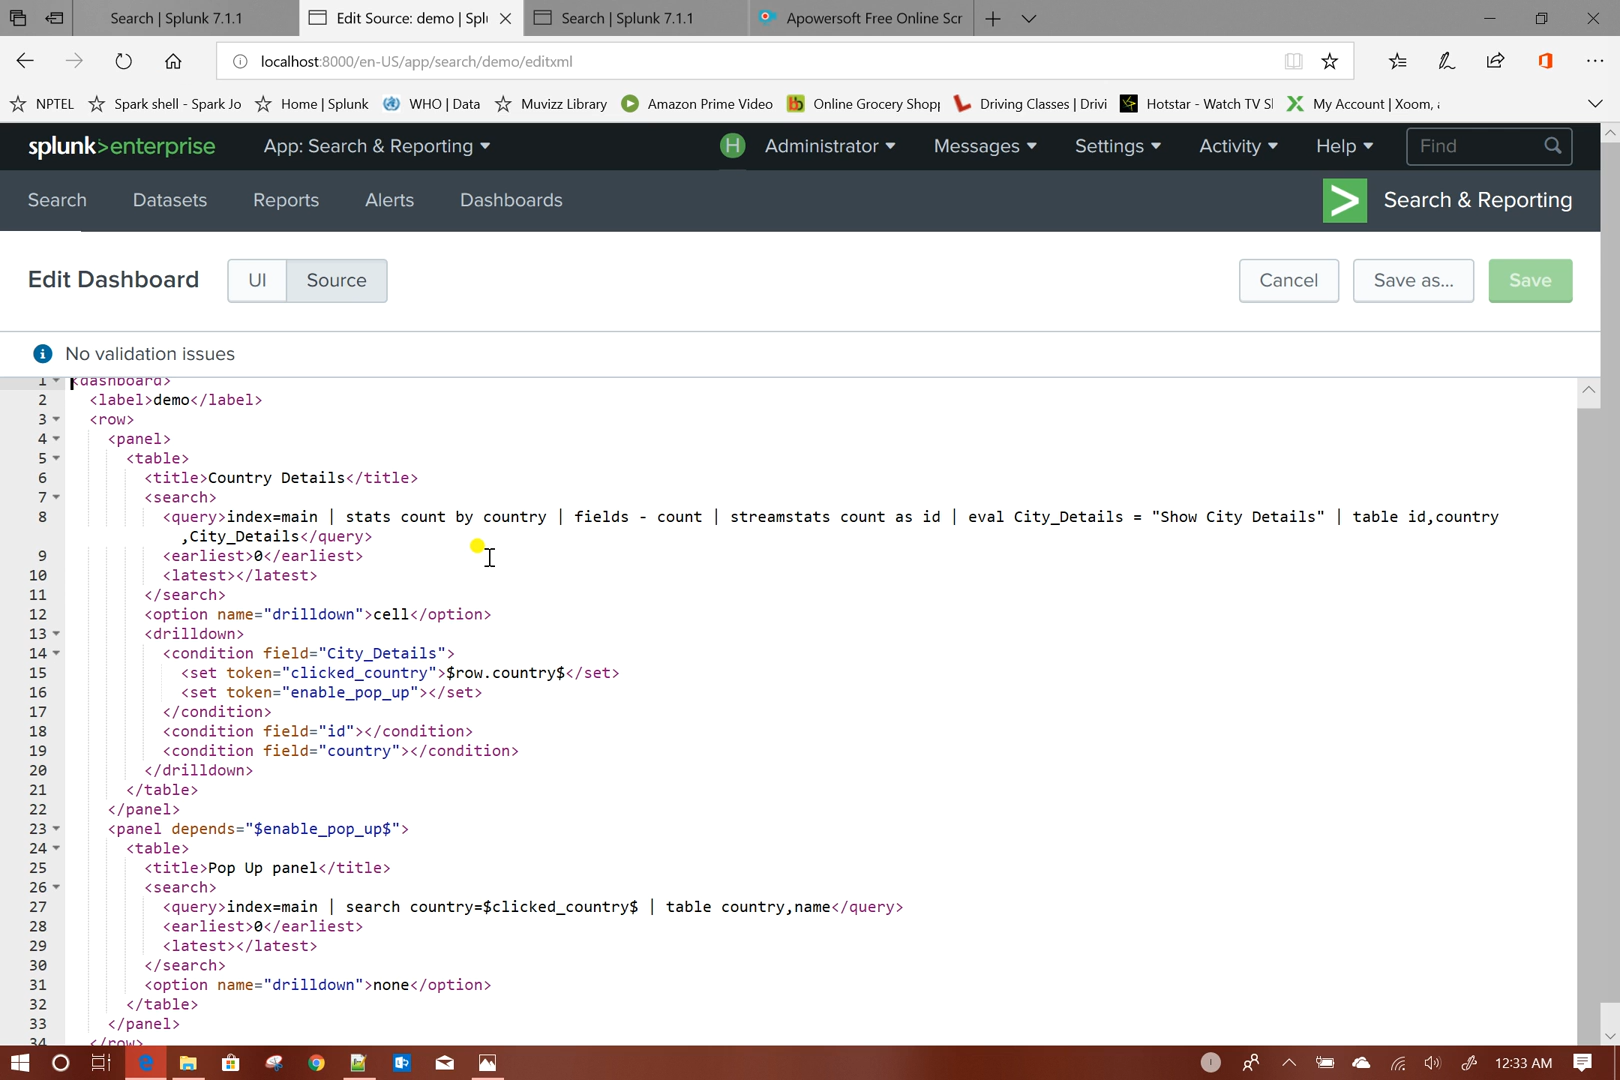 Search | Splunk 7.1.1
Edit Source: demo | Spl
Search | Splunk 7.1.1
Apowersoft Free Online Scr
localhost:8000/en-US/app/search/demo/editxml
NPTEL
Spark shell - Spark Jo
Home | Splunk
WHO | Data
Muvizz Library
Amazon Prime Video
Online Grocery Shopp
Driving Classes | Drivi
Hotstar - Watch TV S
My Account | Xoom,
splunk>enterprise
App: Search & Reporting
H
Administrator
Messages
Settings
Activity
Help
Find
Search
Datasets
Reports
Alerts
Dashboards
>
Search & Reporting
Edit Dashboard
UI
Source
Cancel
Save as...
Save
No validation issues
1 <dashboard>
2 <label>demo</label>
3 <row>
4 <panel>
5 <table>
6 <title>Country Details</title>
7 <search>
8 <query>index=main | stats count by country | fields - count | streamstats count as id | eval City_Details = "Show City Details" | table id,country
,City_Details</query>
9 <earliest>0</earliest>
10 <latest></latest>
11 </search>
12 <option name="drilldown">cell</option>
13 <drilldown>
14 <condition field="City_Details">
15 <set token="clicked_country">$row.country$</set>
16 <set token="enable_pop_up"></set>
17 </condition>
18 <condition field="id"></condition>
19 <condition field="country"></condition>
20 </drilldown>
21 </table>
22 </panel>
23 <panel depends="$enable_pop_up$">
24 <table>
25 <title>Pop Up panel</title>
26 <search>
27 <query>index=main | search country=$clicked_country$ | table country,name</query>
28 <earliest>0</earliest>
29 <latest></latest>
30 </search>
31 <option name="drilldown">none</option>
32 </table>
33 </panel>
34 </row>
12:33 AM